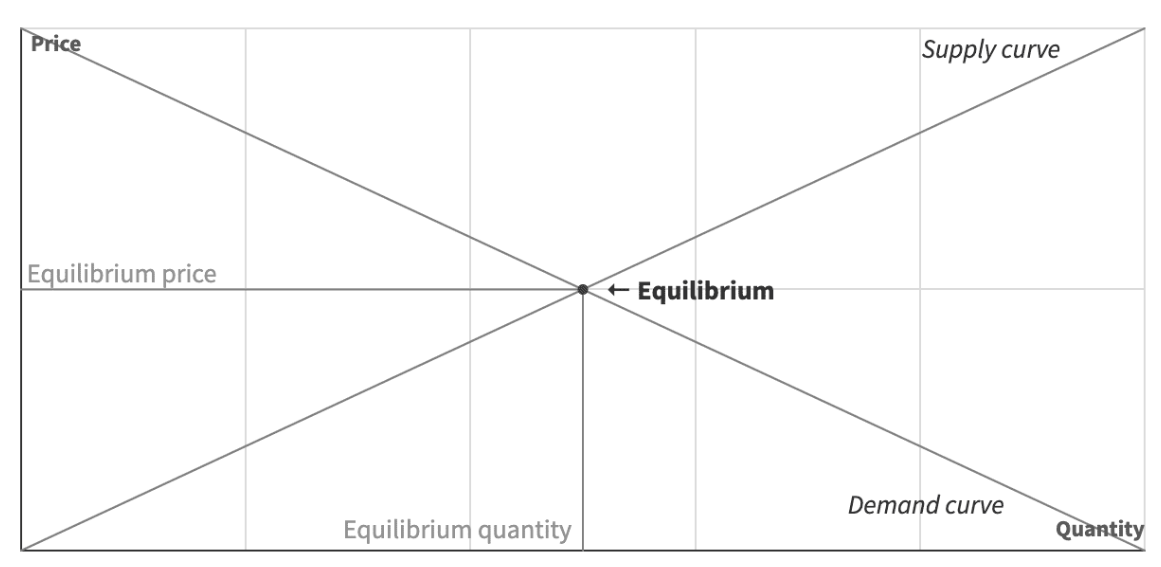 Price
Supply curve
Equilibrium price
← Equilibrium
Demand curve
Equilibrium quantity
Quantity